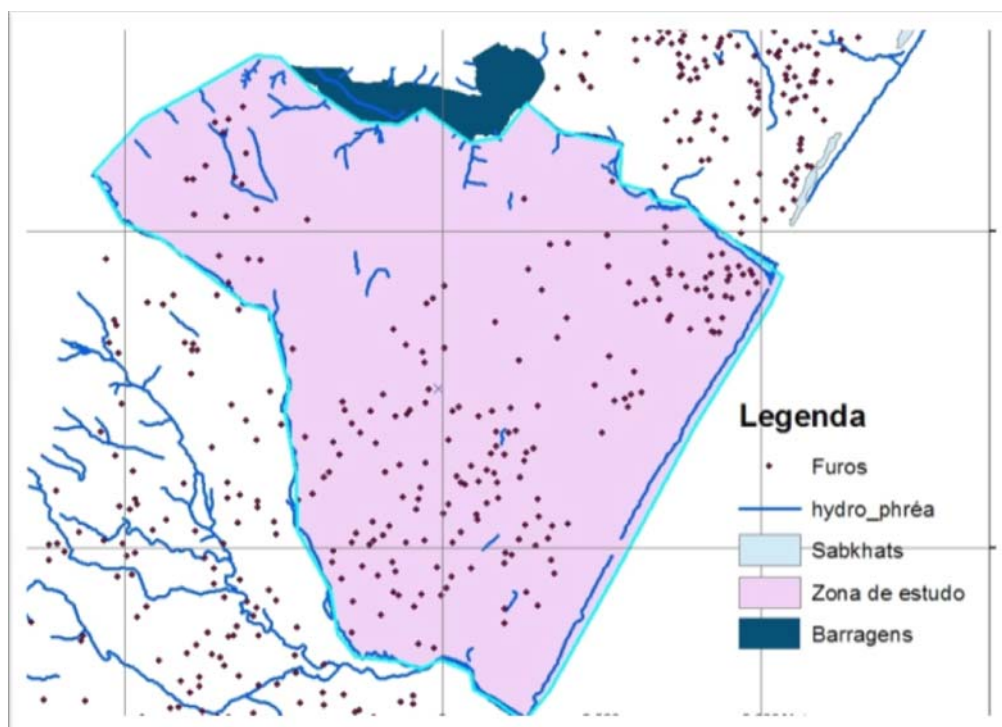 Legenda
Furos
hydro_phréa
Sabkhats
Zona de estudo
Barragens